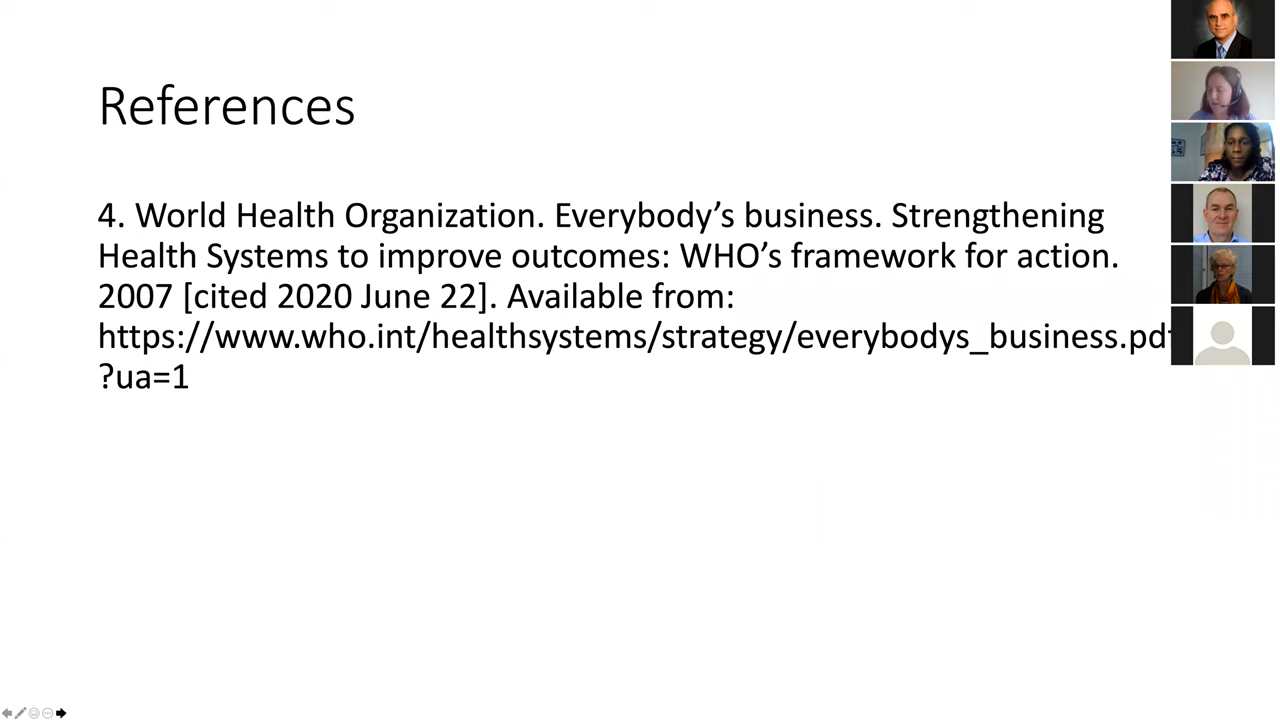 References
4. World Health Organization. Everybody’s business. Strengthening
Health Systems to improve outcomes: WHO’s framework for action.
2007 [cited 2020 June 22]. Available from:
https://www.who.int/healthsystems/strategy/everybodys_business.pdf
?ua=1